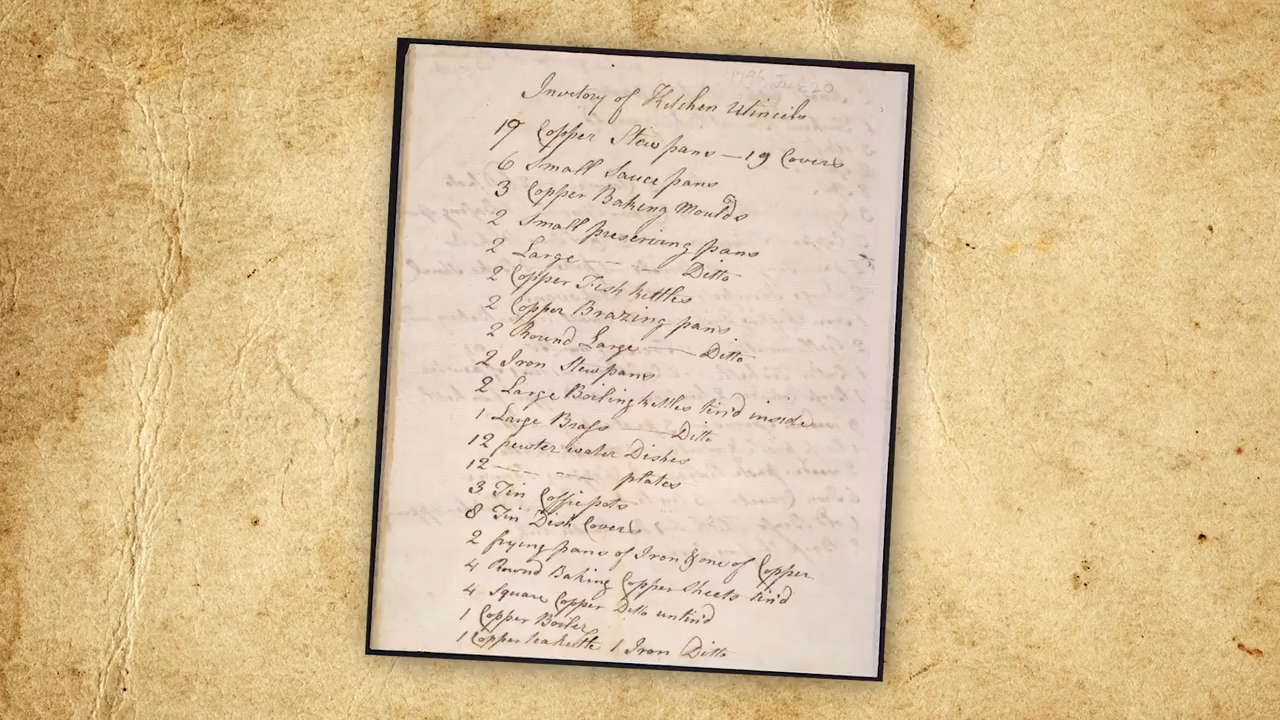 Inventory of Kitchen Utincils
19 Copper Stew pans — 19 Covers
6 Small Sauce pans
3 Copper Baking Moulds
2 Small preserving pans
2 Large — — — Ditto
2 Copper Fish kettles
2 Copper Brazing pans
2 Round Large — Ditto
2 Iron Stew pans
2 Large Boiling kettles tin'd inside
1 Large Brass — Ditto
12 pewter water Dishes
12 — — — plates
3 Tin Coffie pots
8 Tin Dish Covers
2 frying pans of Iron & one of Copper
4 Round Baking Copper Sheets tin'd
4 Square Copper Ditto untind
1 Copper Boiler
1 Copper tea kettle 1 Iron Ditto